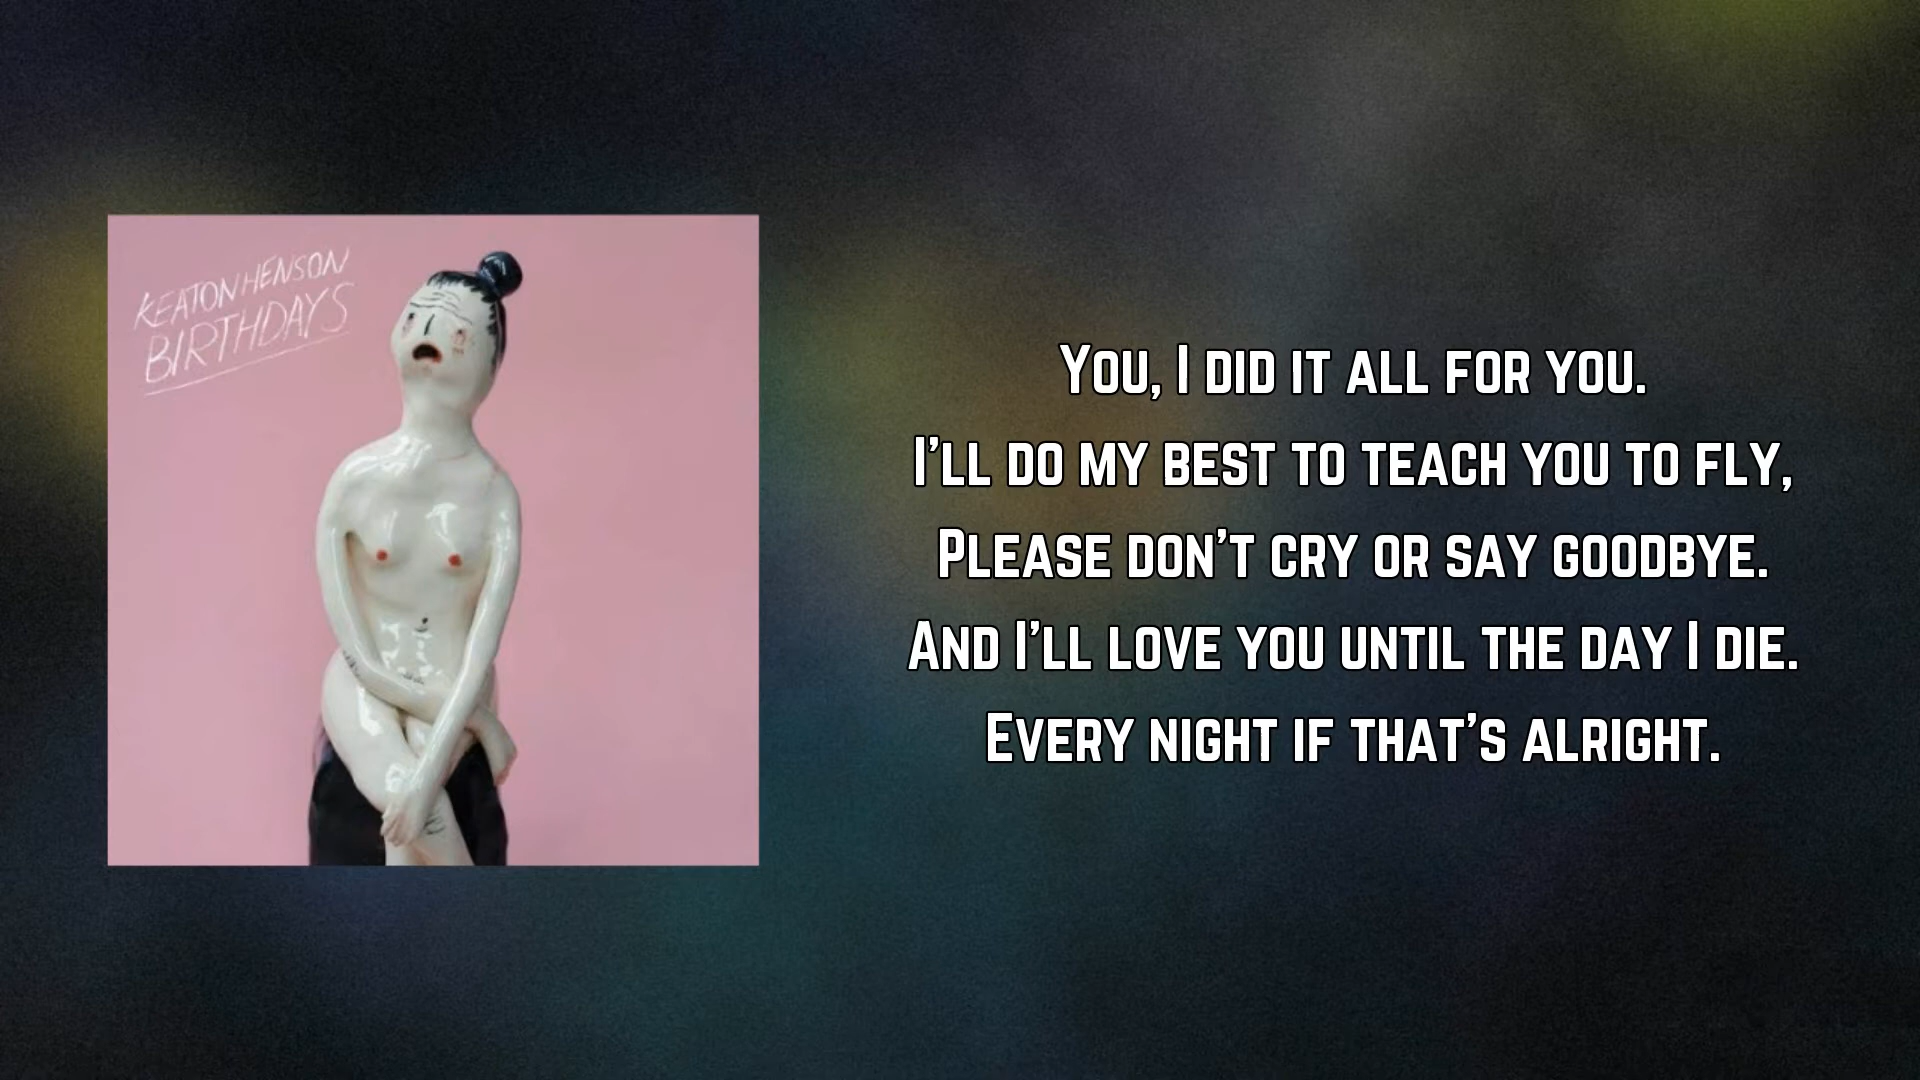 KEATON HENSON
BIRTHDAYS
You, I did it all for you.
I'll do my best to teach you to fly,
Please don't cry or say goodbye.
And I'll love you until the day I die.
Every night if that's alright.